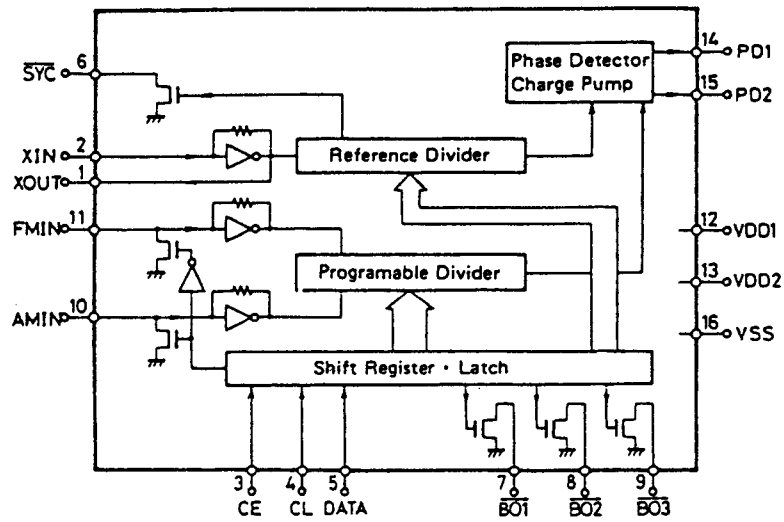 6
SYC
14
PD1
Phase Detector
Charge Pump
15
PD2
2
XIN
Reference Divider
1
XOUT
11
FMIN
12
VDD1
Programable Divider
13
VDD2
10
AMIN
16
VSS
Shift Register · Latch
3
4
5
7
8
9
CE
CL
DATA
BO1
BO2
BO3